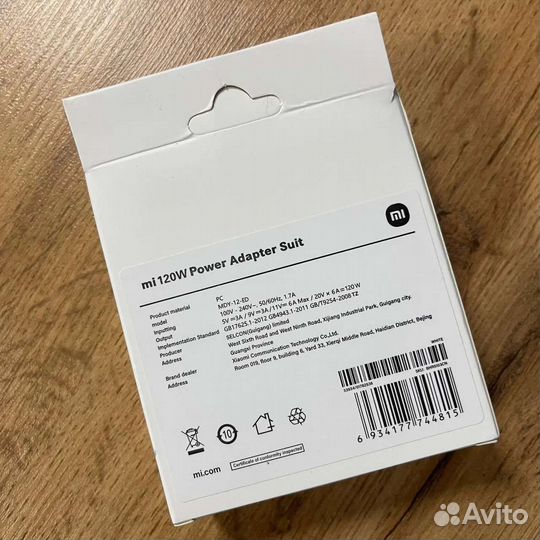 mi
mi 120W Power Adapter Suit
Product material PC
model MDY-12-ED
Inputting 100V - 240V~, 50/60Hz, 1.7A
Output 5V=3A / 9V=3A / 11V=6A Max / 20V × 6A=120W
Implementation Standard GB17625.1-2012 GB4943.1-2011 GB/T9254-2008 TZ
Producer SELCON(Guigang) limited
Address West Sixth Road and West Ninth Road, Xijiang Industrial Park, Guigang city.
Guangxi Province
Brand dealer Xiaomi Communication Technology Co.,Ltd.
Address Room 019, floor 9, building 6, Yard 33, Xierqi Middle Road, Haidian District, Beijing
WHITE
10
mi.com
Certificate of conformity inspected
6 934177 744815
Avito